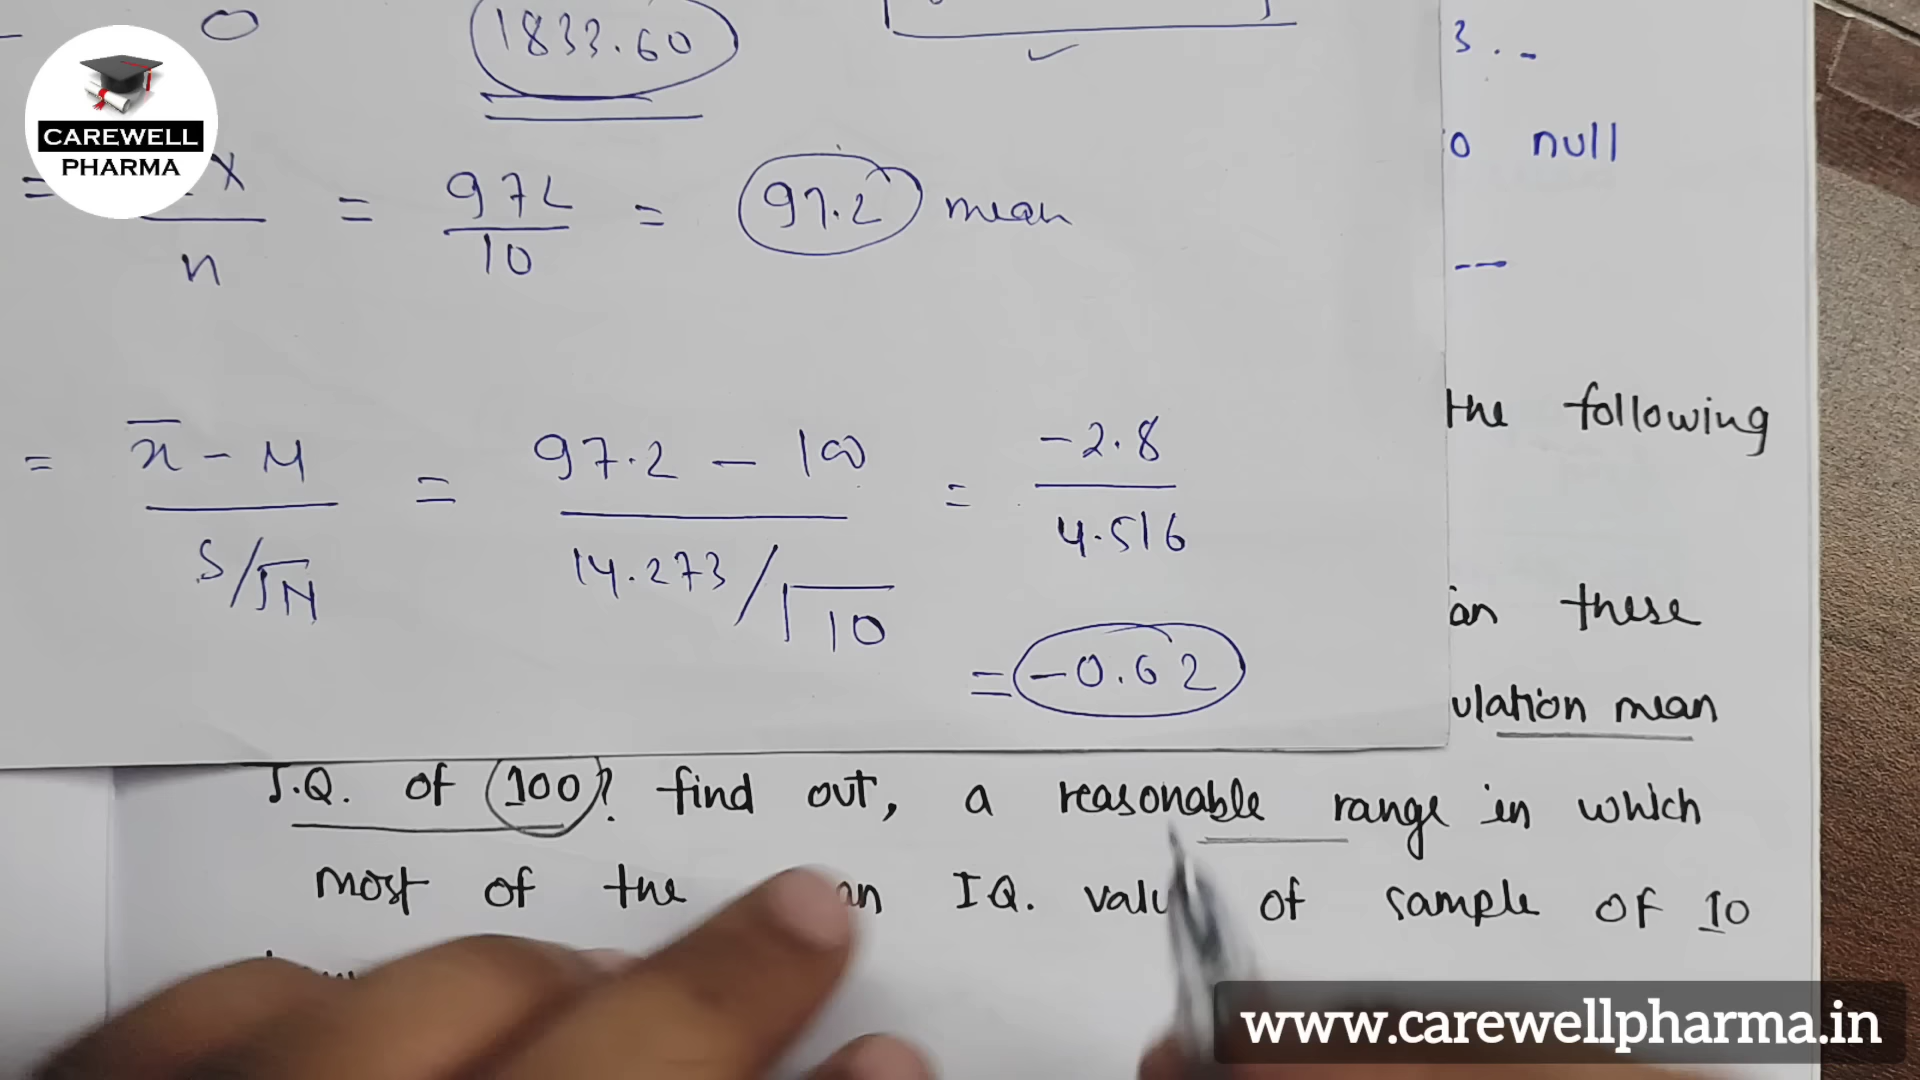 0 1833.60
3.-
CAREWELL
PHARMA
0 null
= X / n = 972 / 10 = 97.2 mean
---
the following
= x̄ - M / S/√N = 97.2 - 100 / 14.273/√10 = -2.8 / 4.516
= -0.62
an these
ulation mean
I.Q. of 100? find out, a reasonable range in which
most of the an I Q. valu of sample of 10
www.carewellpharma.in